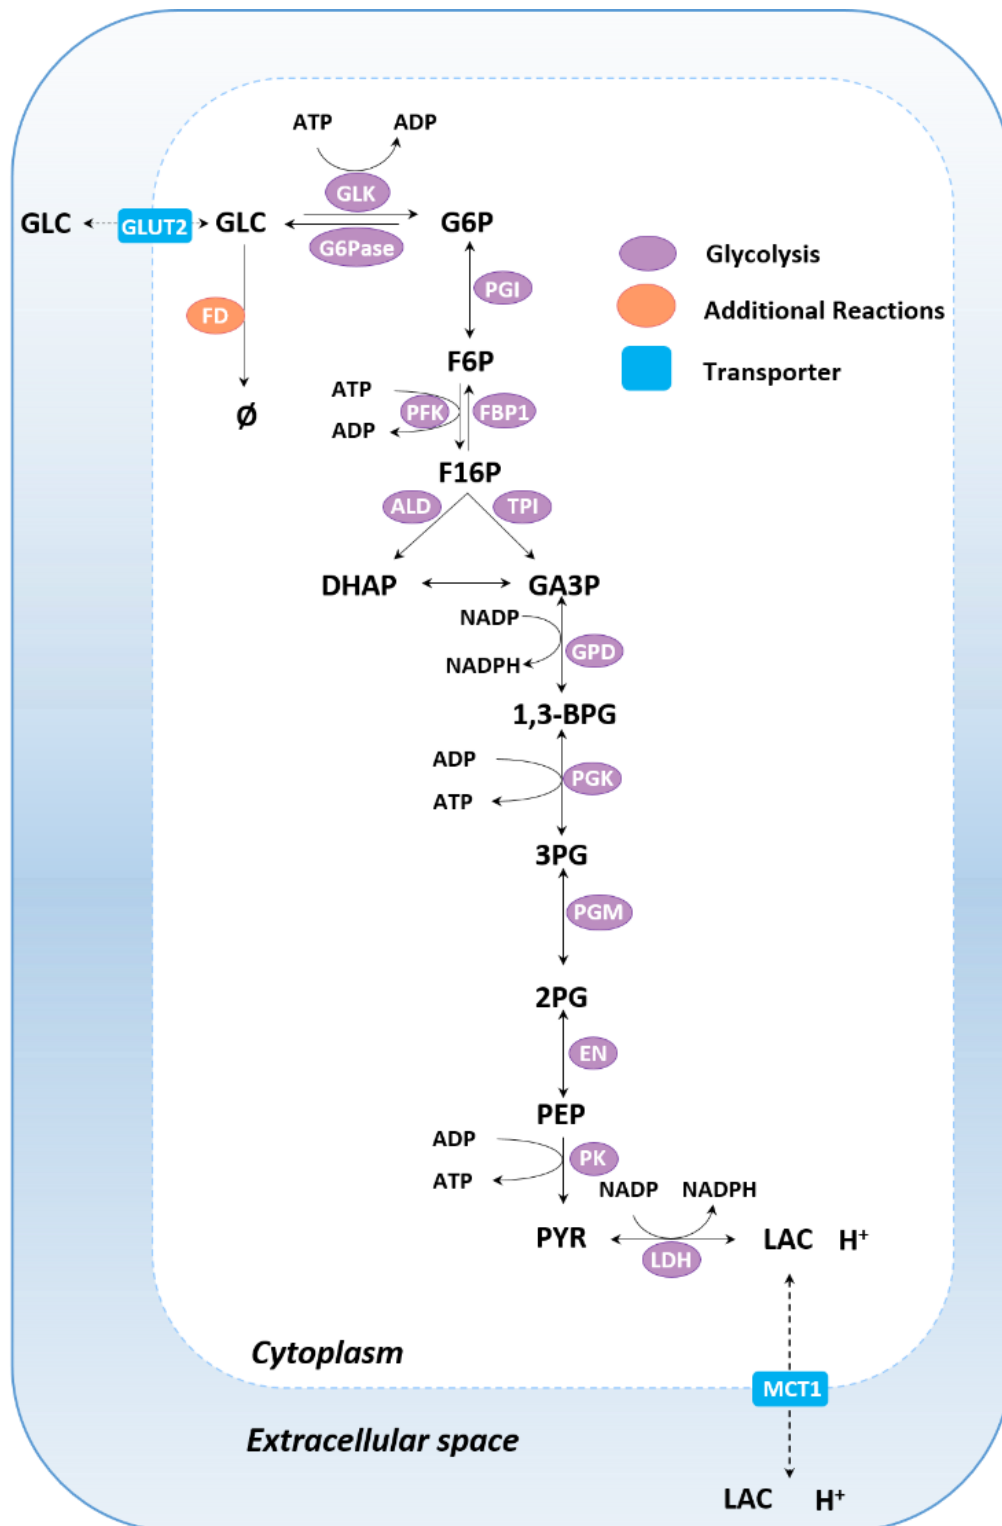 ATP ADP
GLK
GLC GLUT2 GLC G6P
G6Pase
Glycolysis
PGI
FD
Additional Reactions
F6P
Transporter
ATP
PFK FBP1
Ø
ADP
F16P
ALD TPI
DHAP GA3P
NADP
GPD
NADPH
1,3-BPG
ADP
PGK
ATP
3PG
PGM
2PG
EN
PEP
ADP
PK
ATP
NADP NADPH
PYR LAC H⁺
LDH
Cytoplasm
MCT1
Extracellular space
LAC H⁺